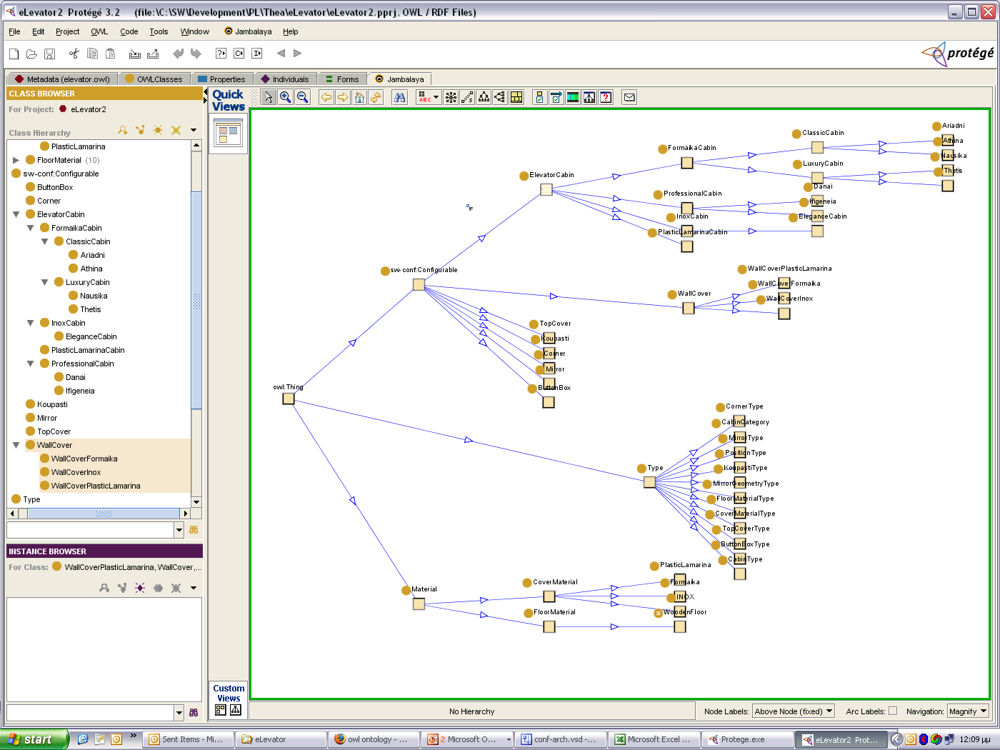 eLevator2  Protégé 3.2     (file:\C:\SW\Development\PL\Thea\eLevator\eLevator2.pprj, OWL / RDF Files)
File  Edit  Project  OWL  Code  Tools  Window  Jambalaya  Help
protégé
Metadata (elevator.owl)  OWLClasses  Properties  Individuals  Forms  Jambalaya
CLASS BROWSER
For Project:  eLevator2
Class Hierarchy
PlasticLamarina
FloorMaterial (10)
sw-conf:Configurable
ButtonBox
Corner
ElevatorCabin
FormaikaCabin
ClassicCabin
Ariadni
Athina
LuxuryCabin
Nausika
Thetis
InoxCabin
EleganceCabin
PlasticLamarinaCabin
ProfessionalCabin
Danai
Ifigeneia
Koupasti
Mirror
TopCover
WallCover
WallCoverFormaika
WallCoverInox
WallCoverPlasticLamarina
Type
INSTANCE BROWSER
For Class:  WallCoverPlasticLamarina, WallCover,...
Quick
Views
ABC
Custom
Views
Ariadni
ClassicCabin
Athina
FormaikaCabin
Nausika
LuxuryCabin
Thetis
ElevatorCabin
Danai
ProfessionalCabin
Ifigeneia
InoxCabin
EleganceCabin
PlasticLamarinaCabin
sw-conf:Configurable
WallCoverPlasticLamarina
WallCoverFormaika
WallCover
WallCoverInox
TopCover
Koupasti
Corner
Mirror
ButtonBox
owl:Thing
CornerType
CabinCategory
MirrorType
PositionType
Type
KoupastiType
MirrorGeometryType
FloorMaterialType
CoverMaterialType
TopCoverType
ButtonBoxType
CabinType
PlasticLamarina
CoverMaterial
Formaika
Material
INOX
FloorMaterial
WoodenFloor
No Hierarchy
Node Labels:  Above Node (fixed)  Arc Labels:  Navigation:  Magnify
start  »  Sent Items - Mi...  eLevator  owl ontology - ...  2 Microsoft O...  conf-arch.vsd - ...  Microsoft Excel ...  Protege.exe  eLevator2  Prot...  12:09 μμ